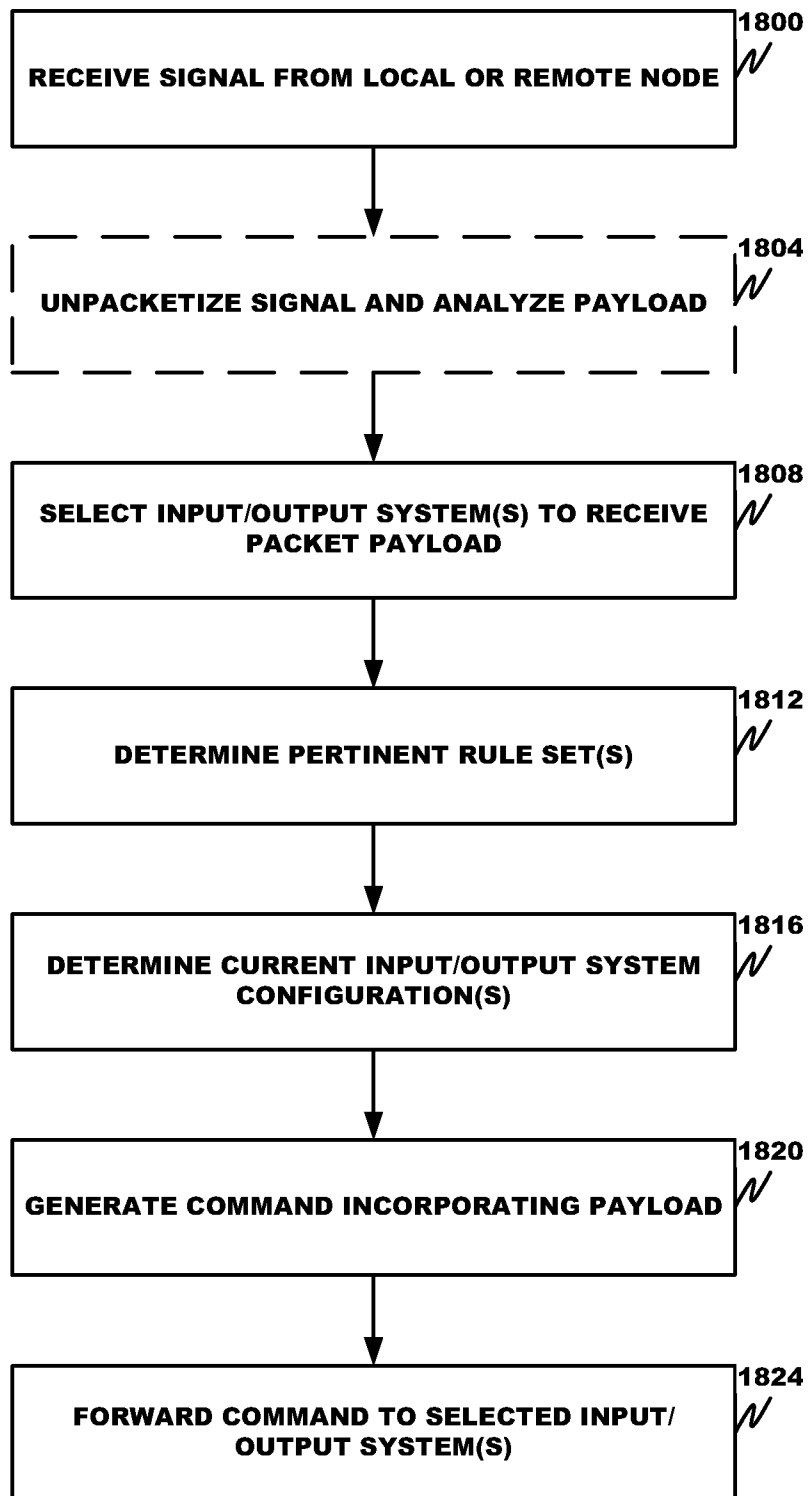 1800
RECEIVE SIGNAL FROM LOCAL OR REMOTE NODE
1804
UNPACKETIZE SIGNAL AND ANALYZE PAYLOAD
1808
SELECT INPUT/OUTPUT SYSTEM(S) TO RECEIVE
PACKET PAYLOAD
1812
DETERMINE PERTINENT RULE SET(S)
1816
DETERMINE CURRENT INPUT/OUTPUT SYSTEM
CONFIGURATION(S)
1820
GENERATE COMMAND INCORPORATING PAYLOAD
1824
FORWARD COMMAND TO SELECTED INPUT/
OUTPUT SYSTEM(S)